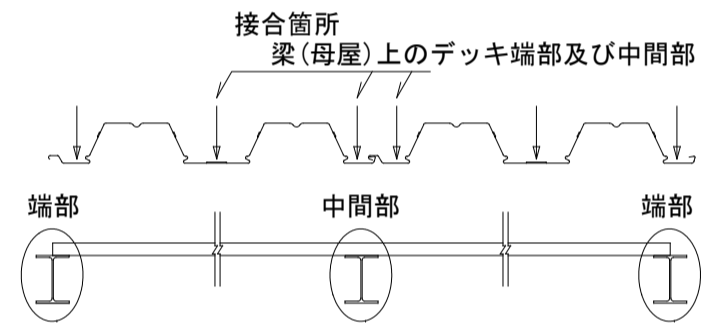 接合箇所
梁(母屋)上のデッキ端部及び中間部
端部
中間部
端部